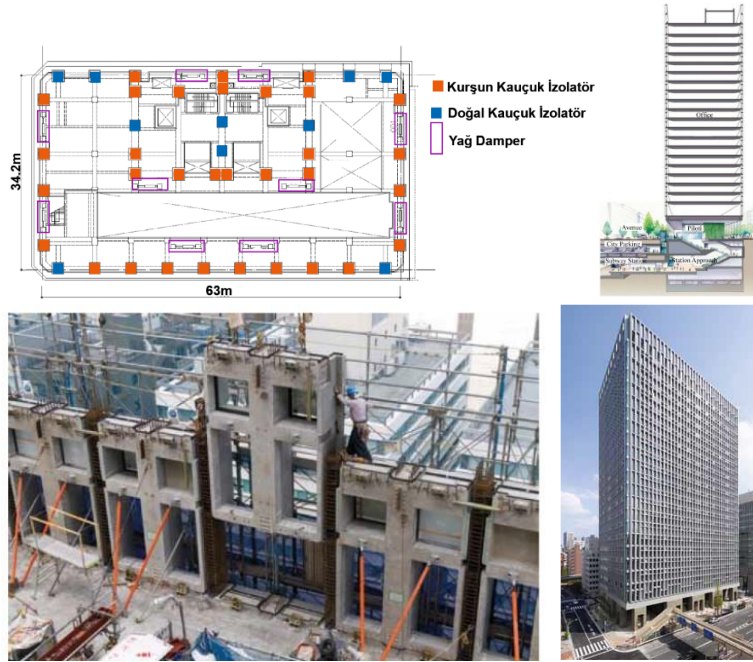 Kurşun Kauçuk İzolatör
Doğal Kauçuk İzolatör
Yağ Damper
34.2m
63m
Office
Avenue
Piloti
City Parking
Subway Station
Station Approach